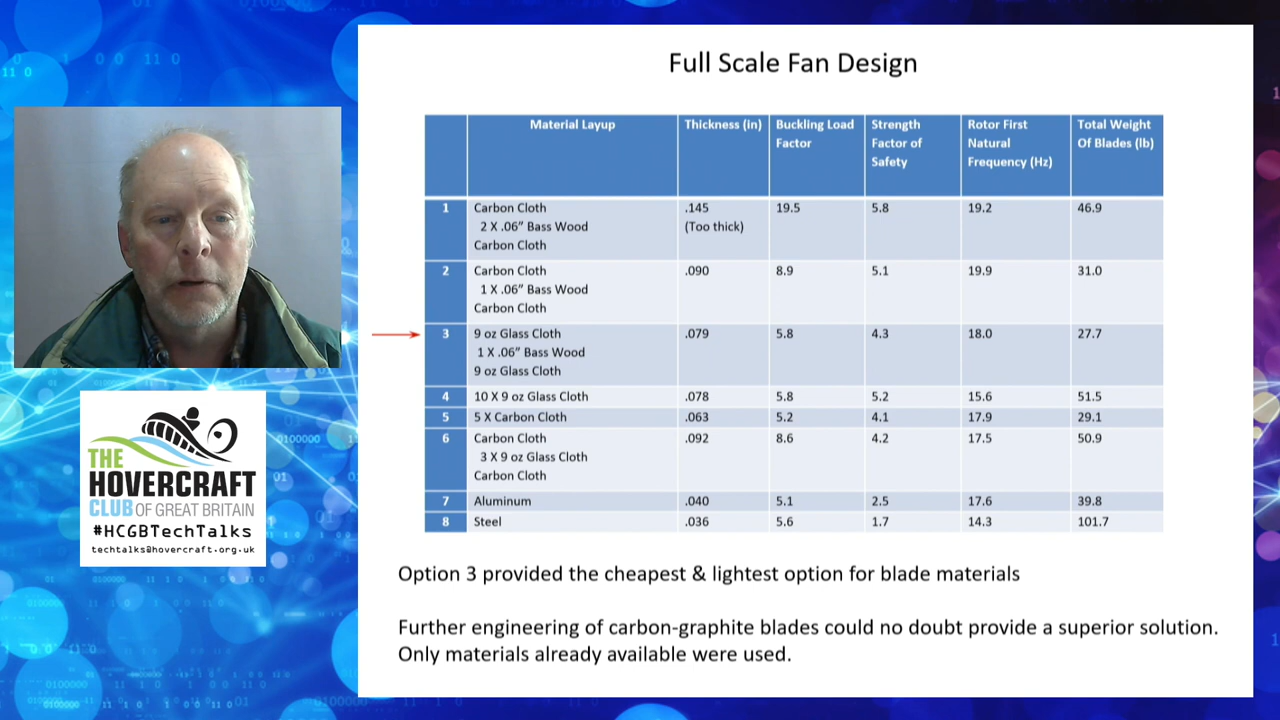 Full Scale Fan Design
Material Layup Thickness (in) Buckling Load Factor Strength Factor of Safety Rotor First Natural Frequency (Hz) Total Weight Of Blades (lb)
1 Carbon Cloth .145 19.5 5.8 19.2 46.9
2 X .06” Bass Wood (Too thick)
Carbon Cloth
2 Carbon Cloth .090 8.9 5.1 19.9 31.0
1 X .06” Bass Wood
Carbon Cloth
3 9 oz Glass Cloth .079 5.8 4.3 18.0 27.7
1 X .06” Bass Wood
9 oz Glass Cloth
4 10 X 9 oz Glass Cloth .078 5.8 5.2 15.6 51.5
5 5 X Carbon Cloth .063 5.2 4.1 17.9 29.1
6 Carbon Cloth .092 8.6 4.2 17.5 50.9
3 X 9 oz Glass Cloth
Carbon Cloth
7 Aluminum .040 5.1 2.5 17.6 39.8
8 Steel .036 5.6 1.7 14.3 101.7
Option 3 provided the cheapest & lightest option for blade materials
Further engineering of carbon-graphite blades could no doubt provide a superior solution.
Only materials already available were used.
THE
HOVERCRAFT
CLUB OF GREAT BRITAIN
#HCGBTechTalks
techtalks@hovercraft.org.uk